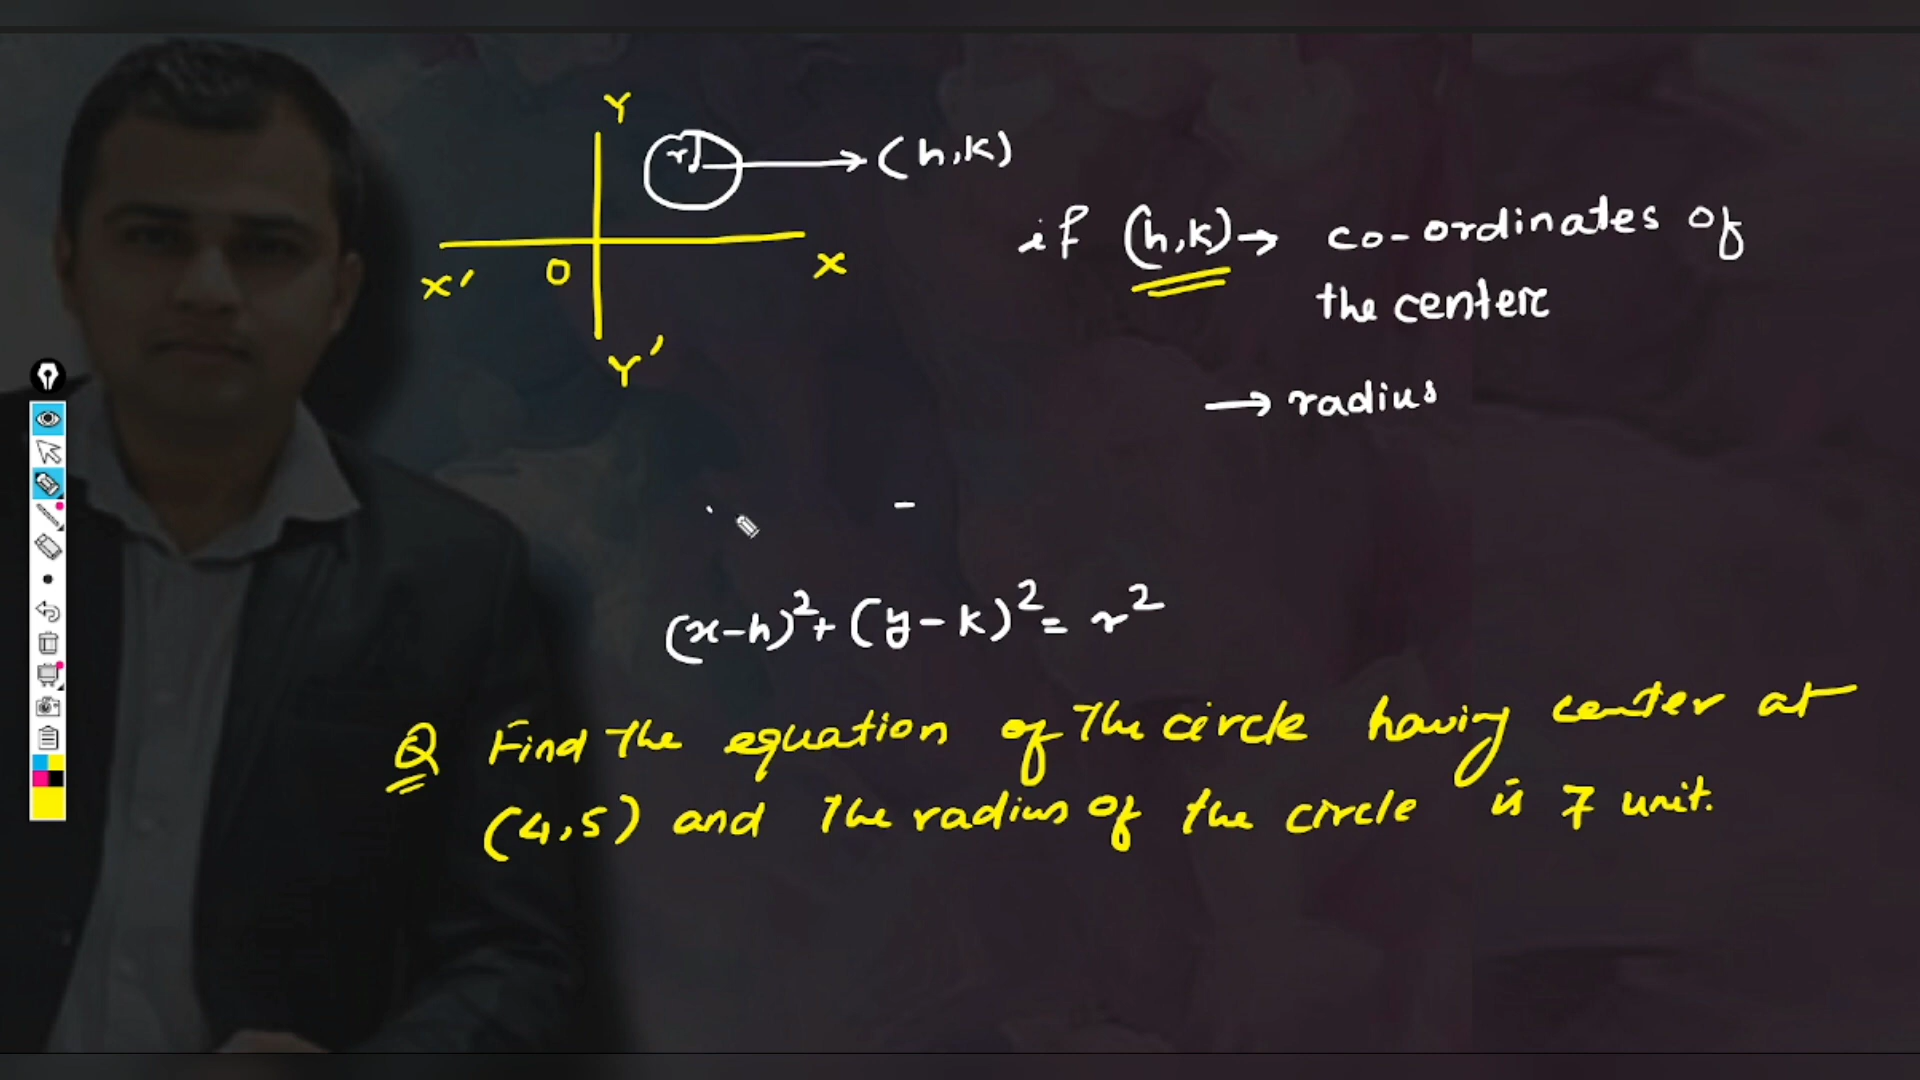 Y
r
(h,k)
X'
O
X
Y'
if (h,k)→ co-ordinates of
the center
→ radius
(x-h)²+(y-k)²= r²
Q Find the equation of the circle having center at
(4,5) and the radius of the circle is 7 unit.